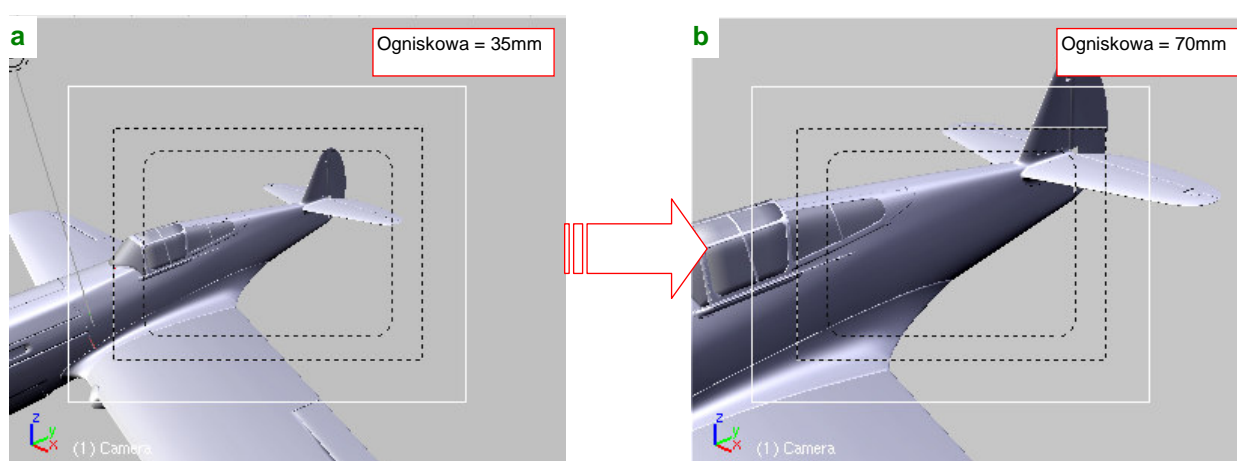 a
Ogniskowa = 35mm
z
y
x
(1) Camera
b
Ogniskowa = 70mm
z
y
x
(1) Camera